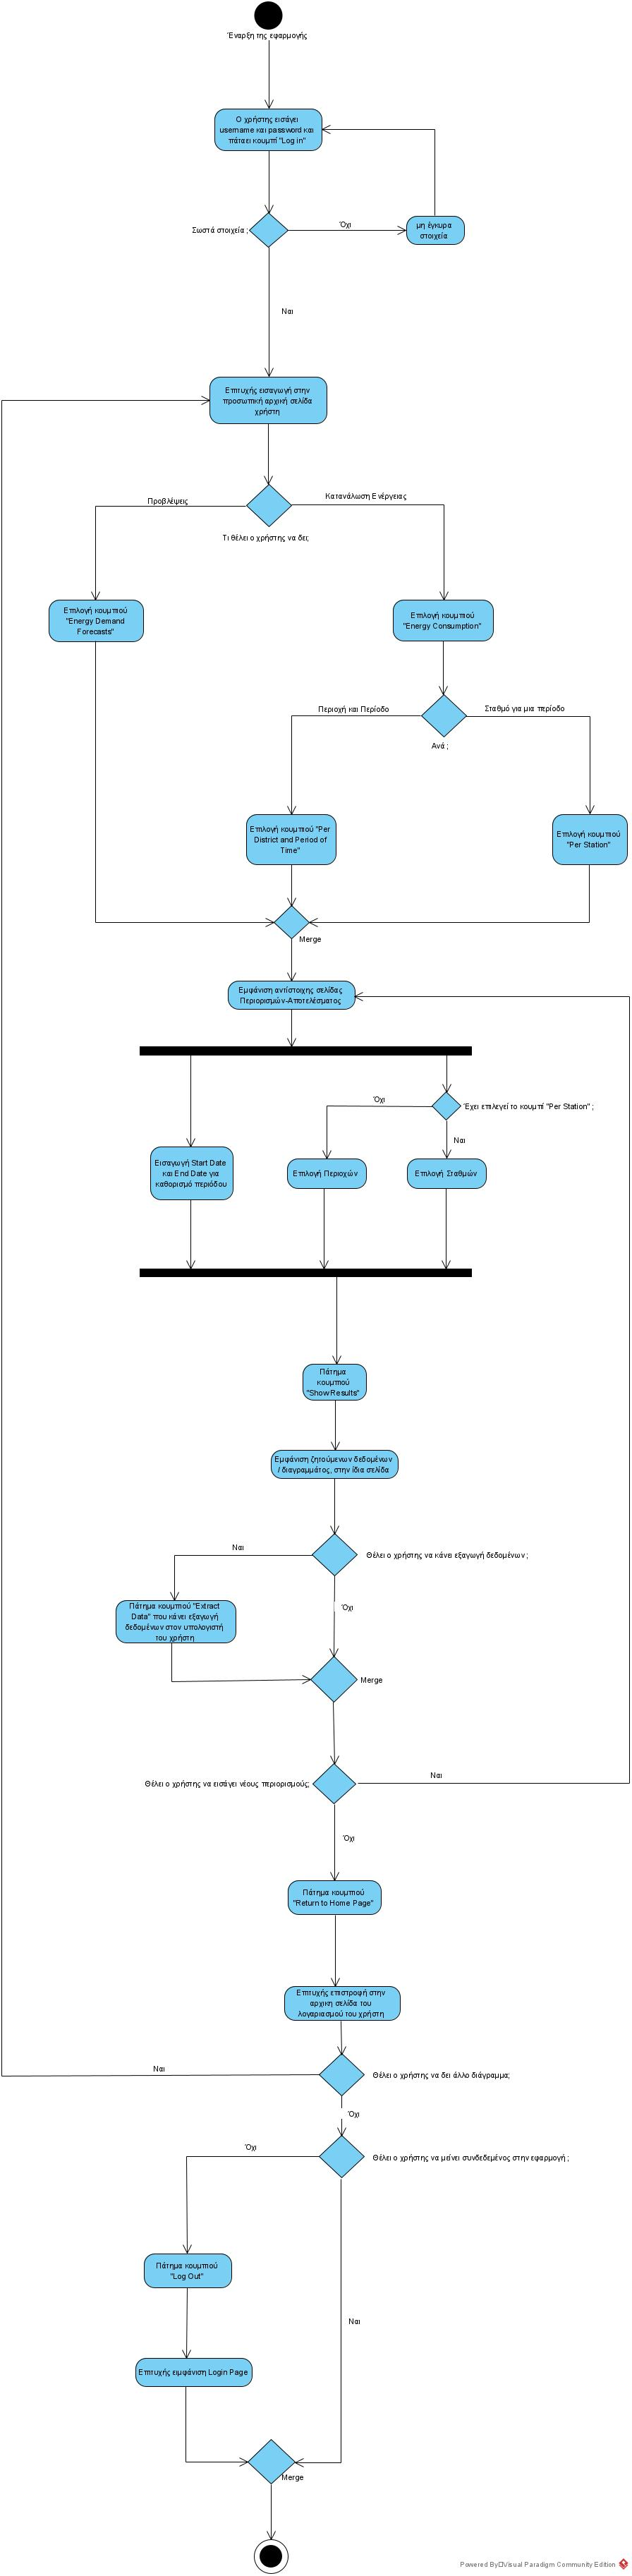 Έναρξη της εφαρμογής
Ο χρήστης εισάγει
username και password και
πάταει κουμπί "Log in"
Σωστά στοιχεία ;
Όχι
μη έγκυρα
στοιχεία
Ναι
Επιτυχής εισαγωγή στην
προσωπική αρχική σελίδα
χρήστη
Προβλέψεις
Κατανάλωση Ενέργειας
Τι θέλει ο χρήστης να δει;
Επιλογή κουμπιού
"Energy Demand
Forecasts"
Επιλογή κουμπιού
"Energy Consumption"
Περιοχή και Περίοδο
Σταθμό για μια περίοδο
Ανά ;
Επιλογή κουμπιού "Per
District and Period of
Time"
Επιλογή κουμπιού
"Per Station"
Merge
Εμφάνιση αντίστοιχης σελίδας
Περιορισμών-Αποτελέσματος
Όχι
Έχει επιλεγεί το κουμπί "Per Station" ;
Ναι
Εισαγωγή Start Date
και End Date για
καθορισμό περιόδου
Επιλογή Περιοχών
Επιλογή Σταθμών
Πάτημα
κουμπιού
"Show Results"
Εμφάνιση ζητούμενων δεδομένων
/ διαγραμμάτος, στην ίδια σελίδα
Ναι
Θέλει ο χρήστης να κάνει εξαγωγή δεδομένων ;
Όχι
Πάτημα κουμπιού "Extract
Data" που κάνει εξαγωγή
δεδομένων στον υπολογιστή
του χρήστη
Merge
Ναι
Θέλει ο χρήστης να εισάγει νέους περιορισμούς;
Όχι
Πάτημα κουμπιού
"Return to Home Page"
Επιτυχής επιστροφή στην
αρχικη σελίδα του
λογαριασμού του χρήστη
Ναι
Θέλει ο χρήστης να δει άλλο διάγραμμα;
Όχι
Όχι
Θέλει ο χρήστης να μείνει συνδεδεμένος στην εφαρμογή ;
Πάτημα κουμπιού
"Log Out"
Ναι
Επιτυχής ειμφάνιση Login Page
Merge
Powered By Visual Paradigm Community Edition